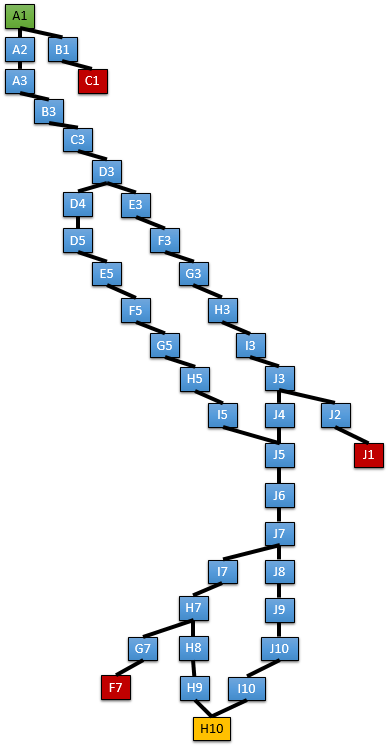 A1
A2 B1
A3 C1
B3
C3
D3
D4 E3
D5 F3
E5 G3
F5 H3
G5 I3
H5 J3
I5 J4 J2
J5 J1
J6
J7
I7 J8
H7 J9
G7 H8 J10
F7 H9 I10
H10